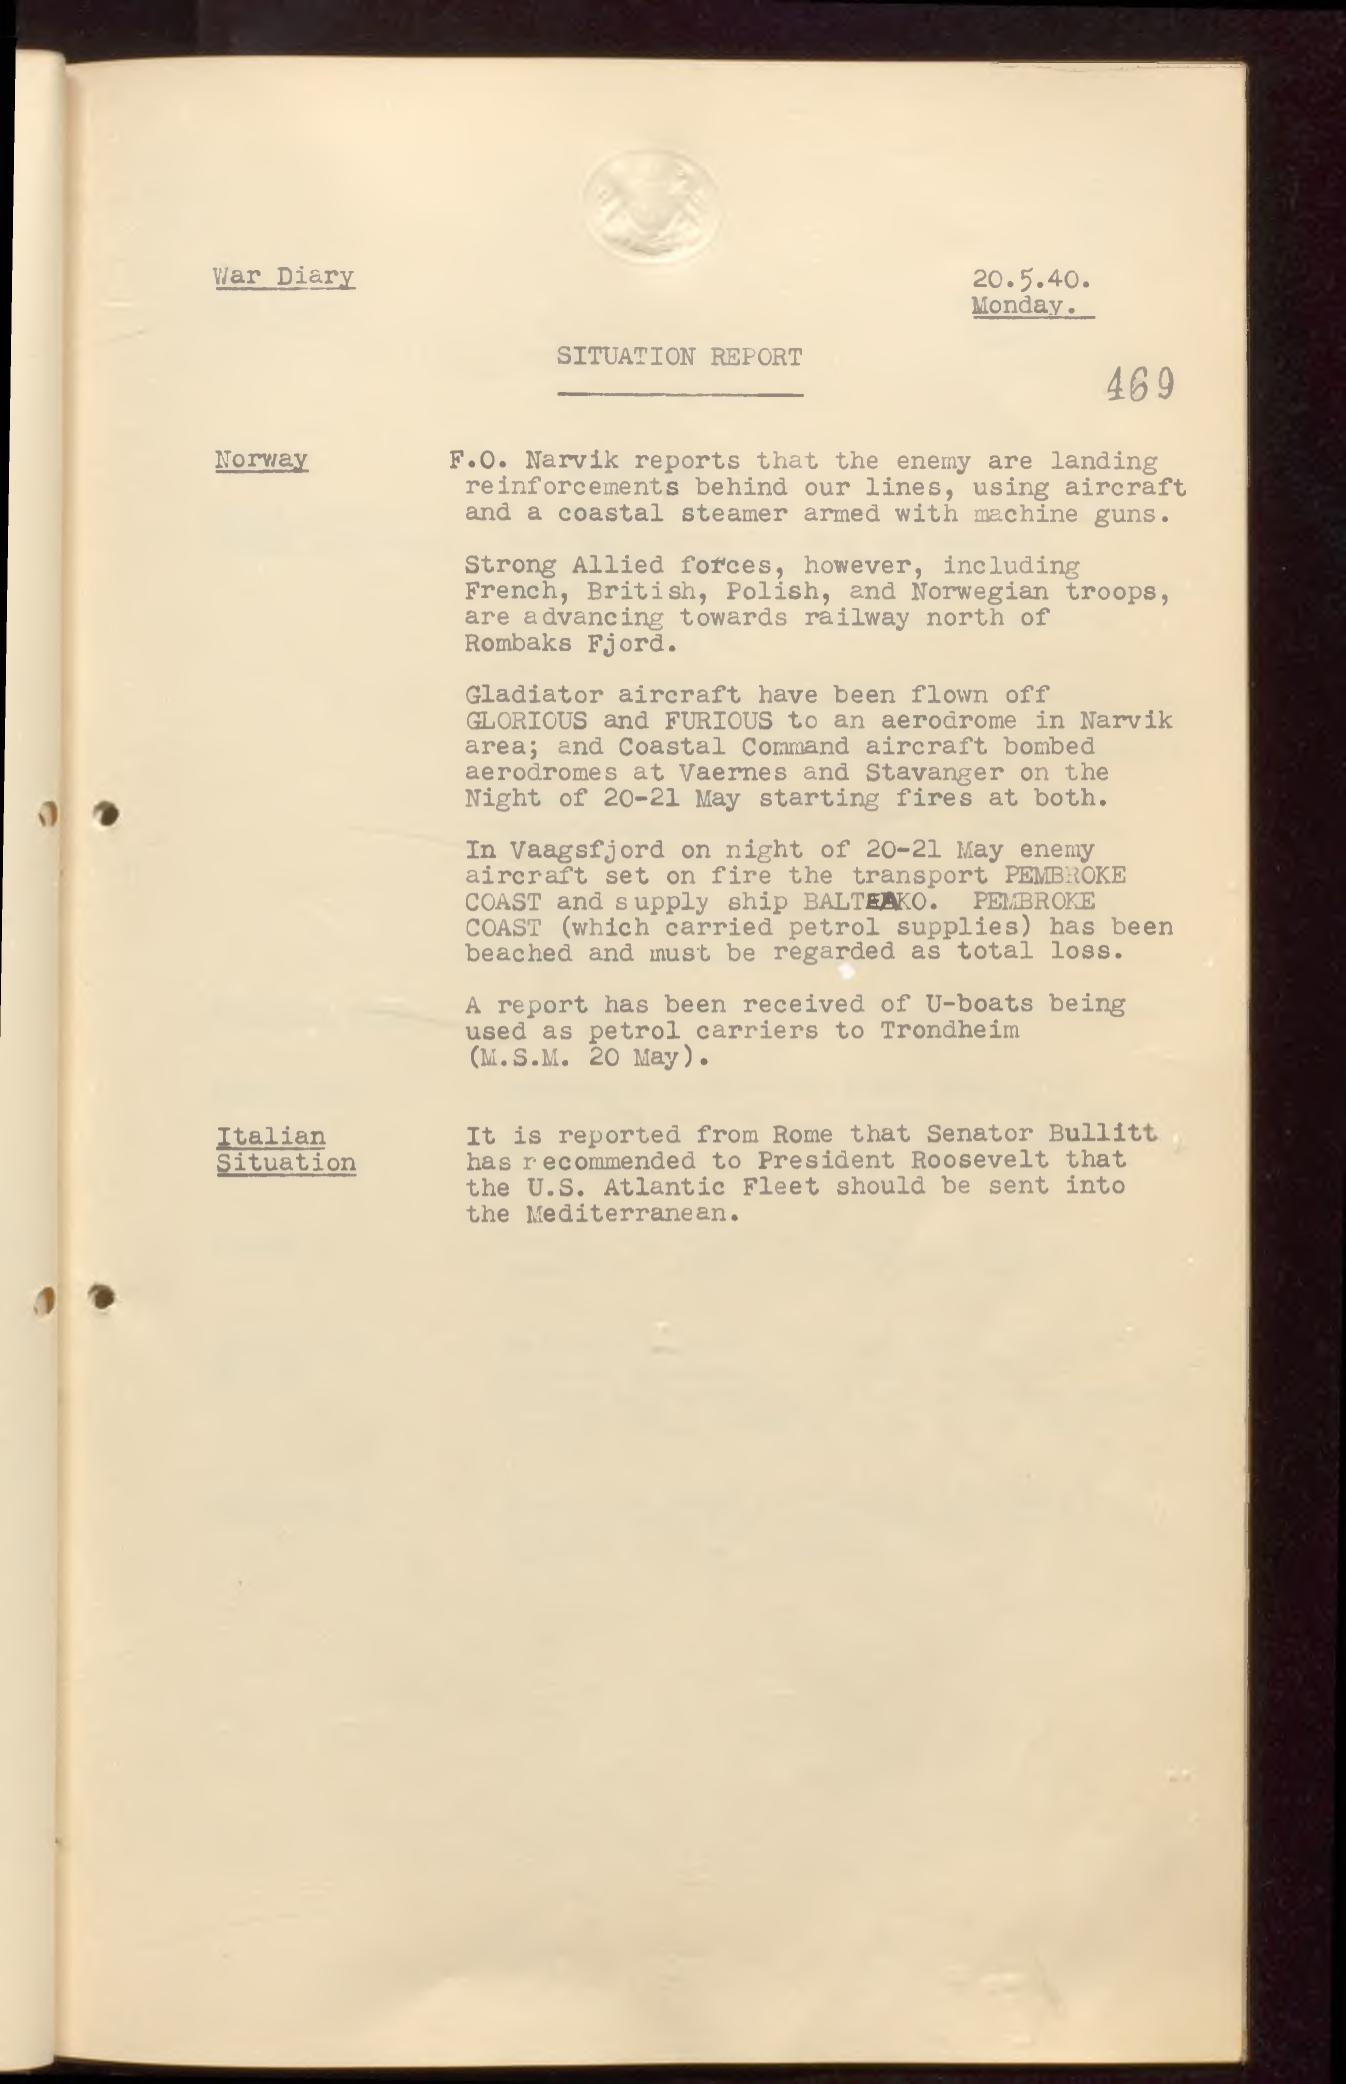 War Diary
20.5.40.
Monday.
SITUATION REPORT
469
Norway
F.O. Narvik reports that the enemy are landing
reinforcements behind our lines, using aircraft
and a coastal steamer armed with machine guns.
Strong Allied forces, however, including
French, British, Polish, and Norwegian troops,
are advancing towards railway north of
Rombaks Fjord.
Gladiator aircraft have been flown off
GLORIOUS and FURIOUS to an aerodrome in Narvik
area; and Coastal Command aircraft bombed
aerodromes at Vaernes and Stavanger on the
Night of 20-21 May starting fires at both.
In Vaagsfjord on night of 20-21 May enemy
aircraft set on fire the transport PEMBROKE
COAST and supply ship PEMBROKE
COAST (which carried petrol supplies) has been
beached and must be regarded as total loss.
A report has been received of U-boats being
used as petrol carriers to Trondheim
(M.S.M. 20 May).
Italian
Situation
It is reported from Rome that Senator Bullitt
has recommended to President Roosevelt that
the U.S. Atlantic Fleet should be sent into
the Mediterranean.